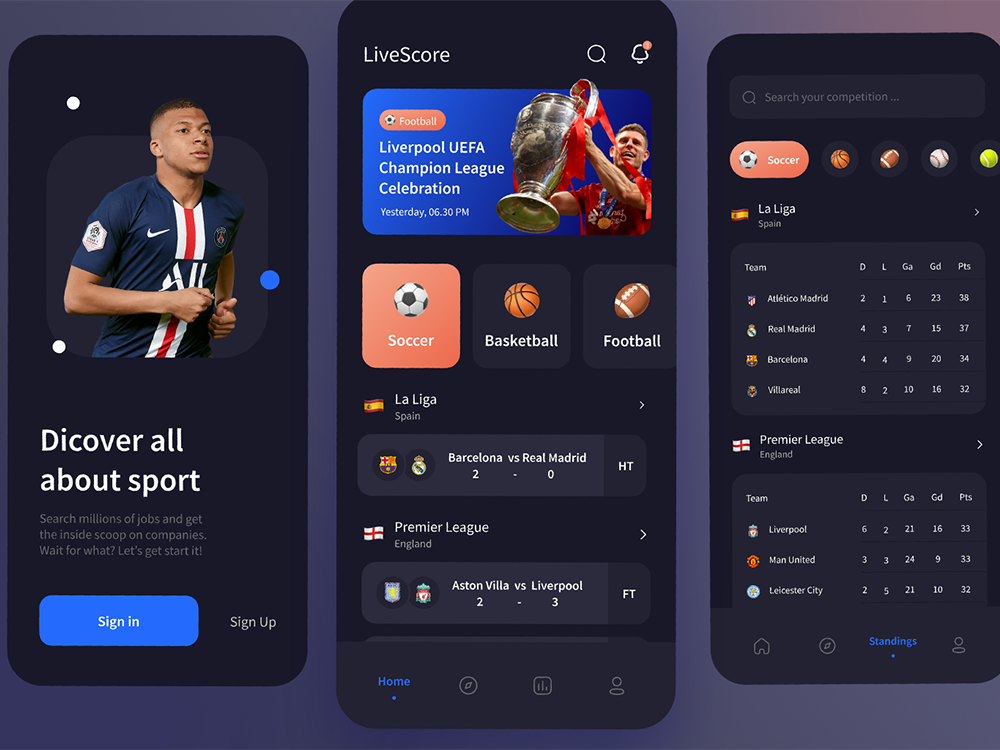 Dicover all
about sport
Search millions of jobs and get
the inside scoop on companies.
Wait for what? Let's get start it!
Sign in
Sign Up
LiveScore
Football
Liverpool UEFA
Champion League
Celebration
Yesterday, 06.30 PM
Soccer
Basketball
Football
La Liga
Spain
Barcelona vs Real Madrid
2 - 0
HT
Premier League
England
Aston Villa vs Liverpool
2 - 3
FT
Home
Search your competition ...
Soccer
La Liga
Spain
Team D L Ga Gd Pts
Atlético Madrid 2 1 6 23 38
Real Madrid 4 3 7 15 37
Barcelona 4 4 9 20 34
Villareal 8 2 10 16 32
Premier League
England
Team D L Ga Gd Pts
Liverpool 6 2 21 16 33
Man United 3 3 24 9 33
Leicester City 2 5 21 10 32
Standings